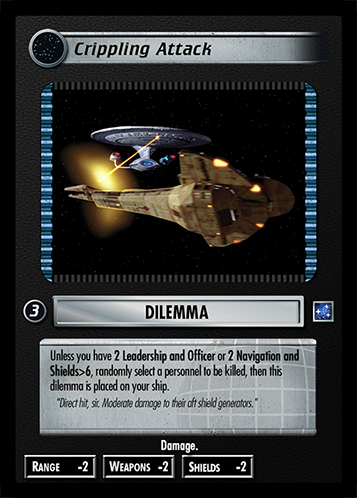 Crippling Attack
3
DILEMMA
Unless you have 2 Leadership and Officer or 2 Navigation and
Shields>6, randomly select a personnel to be killed, then this
dilemma is placed on your ship.
"Direct hit, sir. Moderate damage to their aft shield generators."
Damage.
RANGE -2 WEAPONS -2 SHIELDS -2